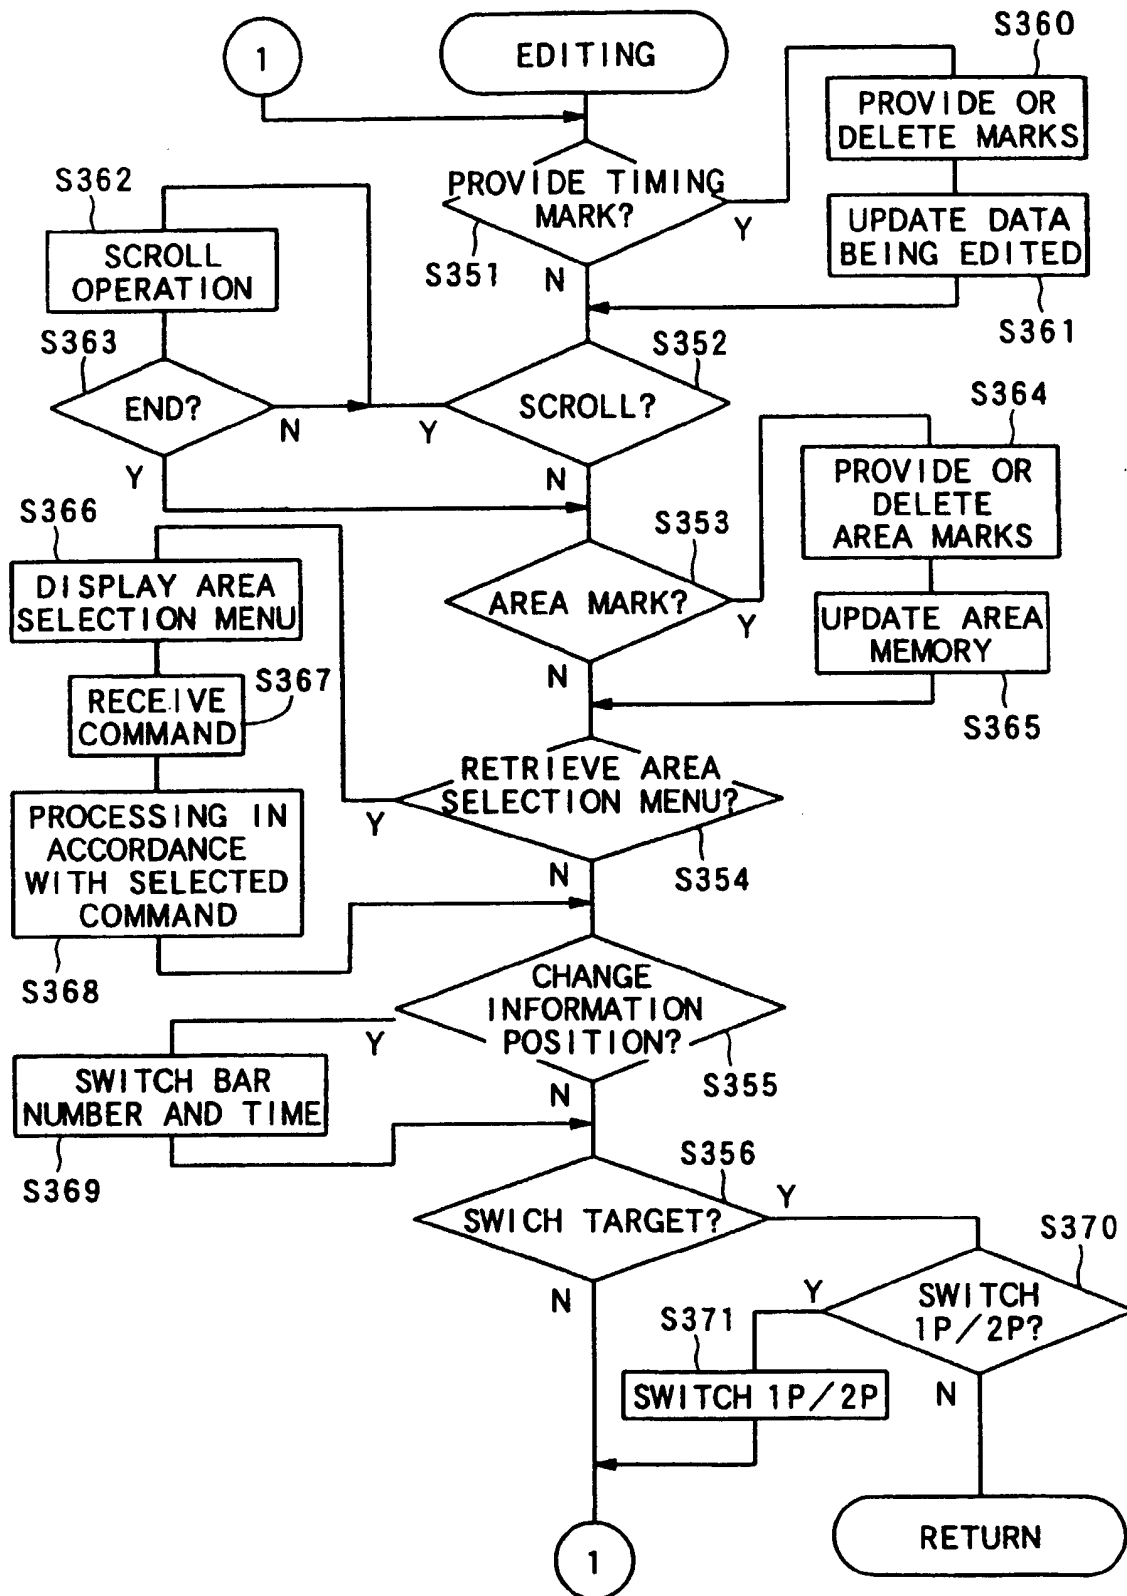 1
EDITING
S360
PROVIDE OR
DELETE MARKS
S362
PROVIDE TIMING
MARK?
Y
S351
N
UPDATE DATA
BEING EDITED
S361
SCROLL
OPERATION
S363
END?
N
Y
S352
SCROLL?
Y
N
S364
PROVIDE OR
DELETE
AREA MARKS
S366
DISPLAY AREA
SELECTION MENU
S353
AREA MARK?
Y
N
UPDATE AREA
MEMORY
S365
S367
RECEIVE
COMMAND
RETRIEVE AREA
SELECTION MENU?
Y
S354
N
PROCESSING IN
ACCORDANCE
WITH SELECTED
COMMAND
S368
CHANGE
INFORMATION
POSITION?
Y
S355
N
SWITCH BAR
NUMBER AND TIME
S369
S356
SWICH TARGET?
Y
N
S370
SWITCH
1P/2P?
Y
N
S371
SWITCH 1P/2P
RETURN
1